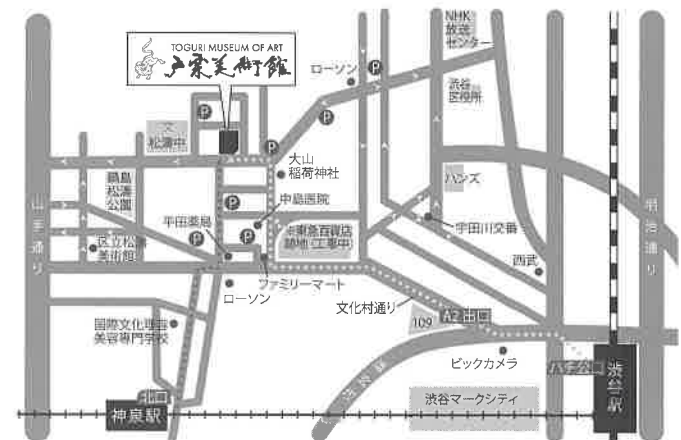 NHK
放送
センター
TOGURI MUSEUM OF ART
戸栗美術館
ローソン
P
渋谷
区役所
P
P
文
松濤中
P
大山
稲荷神社
鍋島
松濤
公園
ハンズ
中島医院
P
山手通り
明治通り
平田薬局
P
※東急百貨店
跡地(工事中)
宇田川交番
区立松濤
美術館
西武
ファミリーマート
ローソン
文化村通り
A2出口
国際文化理容
美容専門学校
109
ビックカメラ
ハチ公口
渋谷駅
北口
神泉駅
渋谷マークシティ